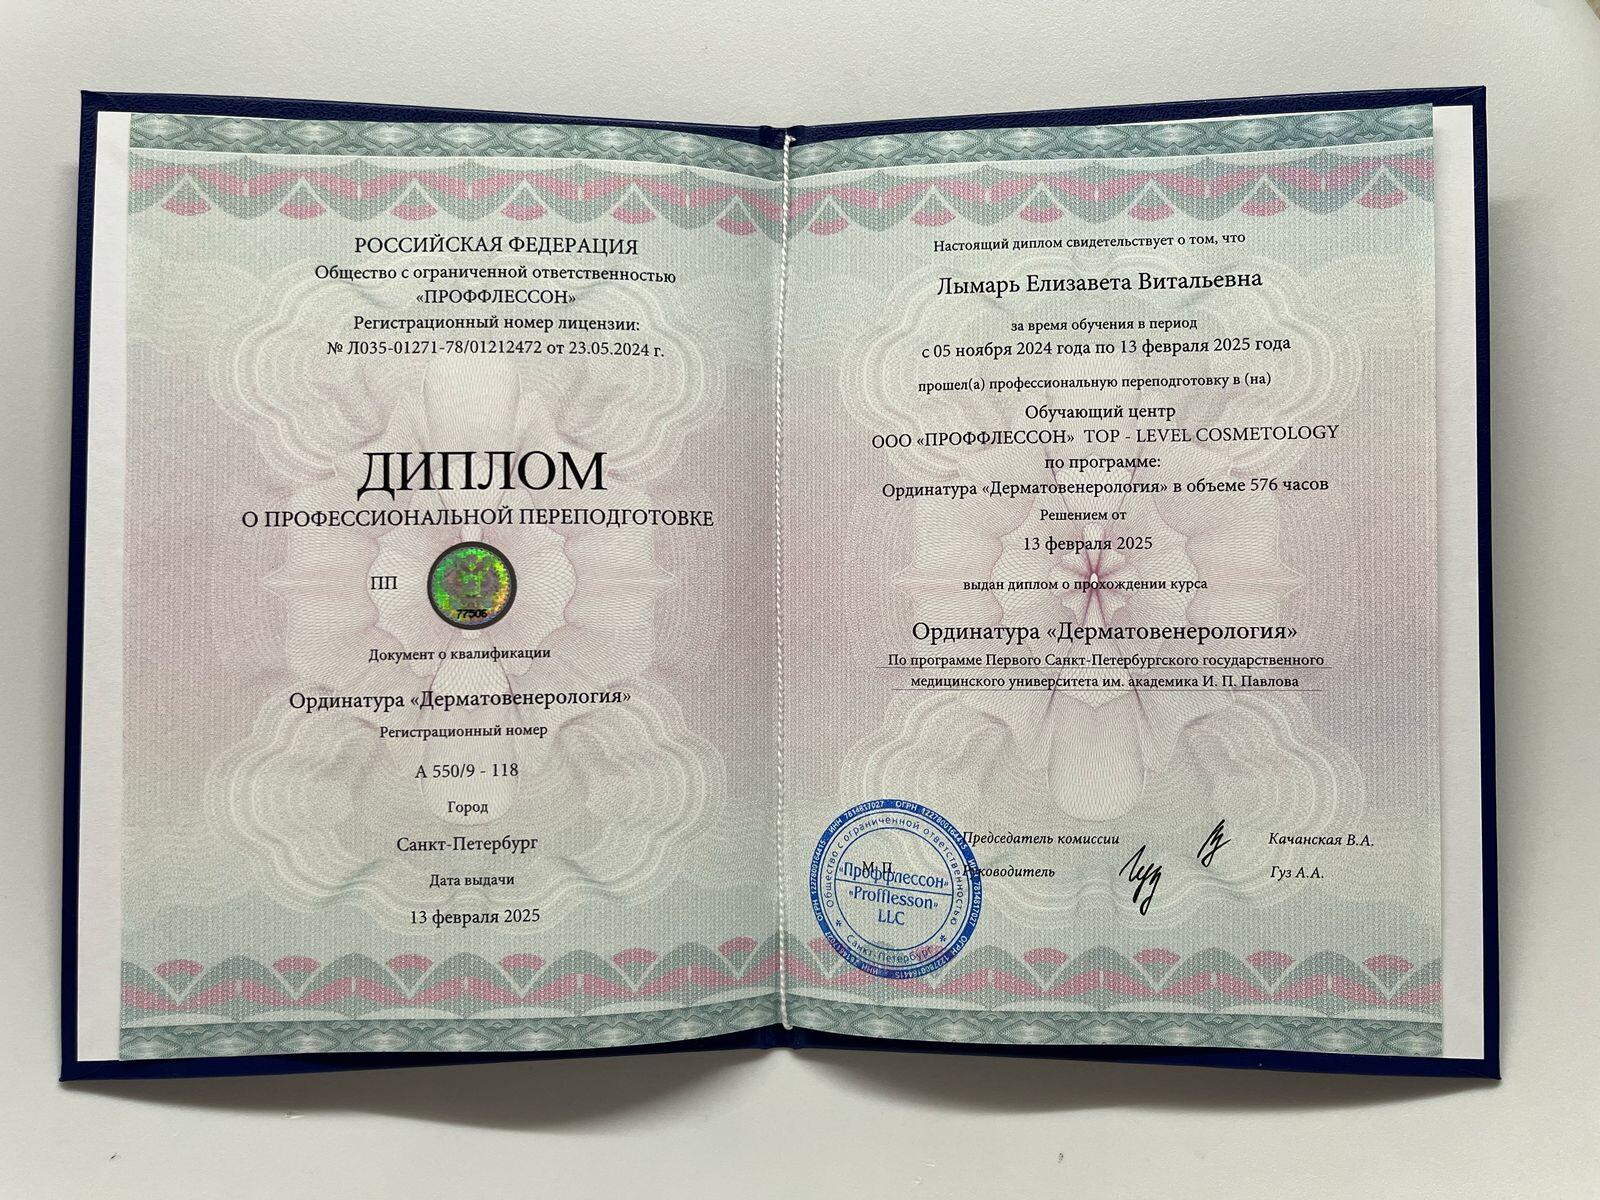 РОССИЙСКАЯ ФЕДЕРАЦИЯ
Общество с ограниченной ответственностью
«ПРОФФЛЕССОН»
Регистрационный номер лицензии:
№ Л035-01271-78/01212472 от 23.05.2024 г.
ДИПЛОМ
О ПРОФЕССИОНАЛЬНОЙ ПЕРЕПОДГОТОВКЕ
ПП
77506
Документ о квалификации
Ординатура «Дерматовенерология»
Регистрационный номер
А 550/9 - 118
Город
Санкт-Петербург
Дата выдачи
13 февраля 2025
Настоящий диплом свидетельствует о том, что
Лымарь Елизавета Витальевна
за время обучения в период
с 05 ноября 2024 года по 13 февраля 2025 года
прошел(а) профессиональную переподготовку в (на)
Обучающий центр
ООО «ПРОФФЛЕССОН» TOP - LEVEL COSMETOLOGY
по программе:
Ординатура «Дерматовенерология» в объеме 576 часов
Решением от
13 февраля 2025
выдан диплом о прохождении курса
Ординатура «Дерматовенерология»
По программе Первого Санкт-Петербургского государственного
медицинского университета им. академика И. П. Павлова
Председатель комиссии Качанская В.А.
М.П. Руководитель Гуз А.А.
ИНН 7814817027 · ОГРН 1227800164415
Общество с ограниченной ответственностью
«Проффлессон»
«Profflesson»
LLC
* Санкт-Петербург *